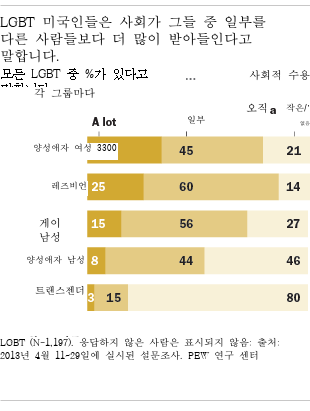 LGBT 미국인들은 사회가 그들 중 일부를
다른 사람들보다 더 많이 받아들인다고
말합니다.
모든 LGBT 중 %가 있다고
... 사회적 수용
각 그룹마다
A lot
일부
오직 a
작은/
양성애자 여성 3300 45 21
레즈비언 25 60 14
게이
남성
15 56 27
양성애자 남성 8 44 46
트랜스젠더 3 15 80
LGBT (N-1,197). 응답하지 않은 사람은 표시되지 않음: 출처:
2013년 4월 11-29일에 실시된 설문조사. PEW 연구 센터